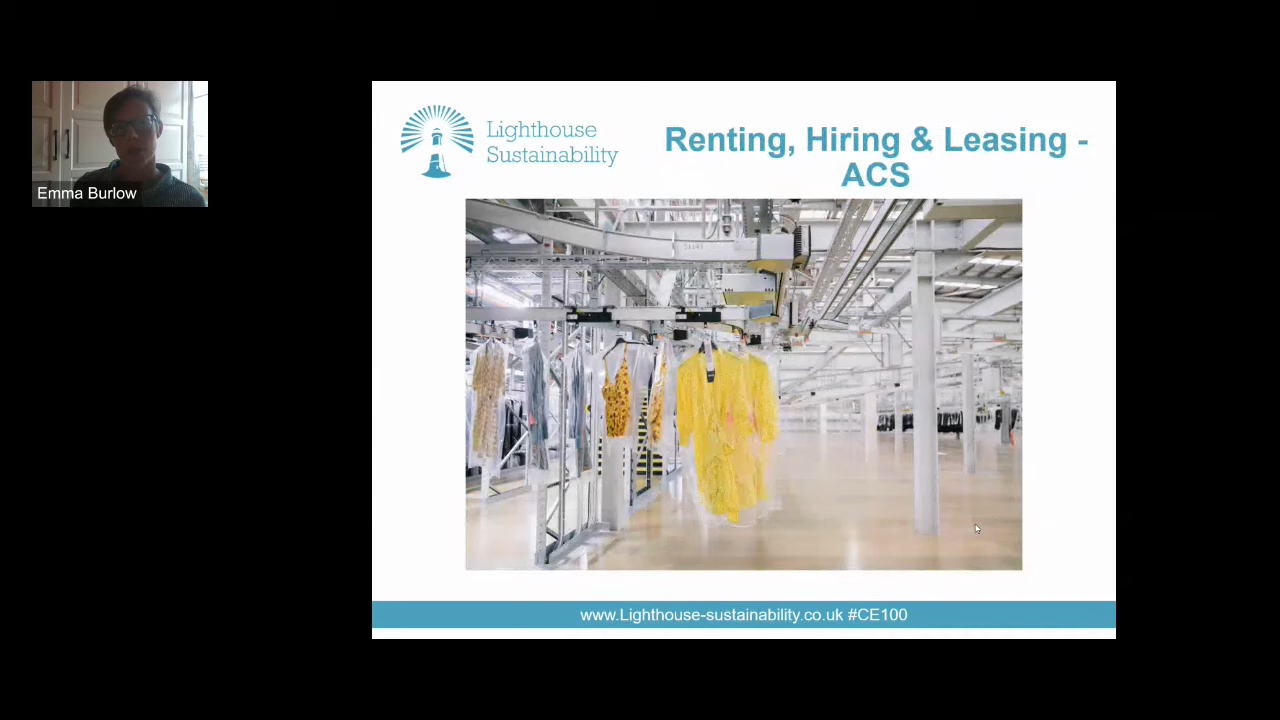 Lighthouse
Sustainability
Renting, Hiring & Leasing -
ACS
Emma Burlow
www.Lighthouse-sustainability.co.uk #CE100